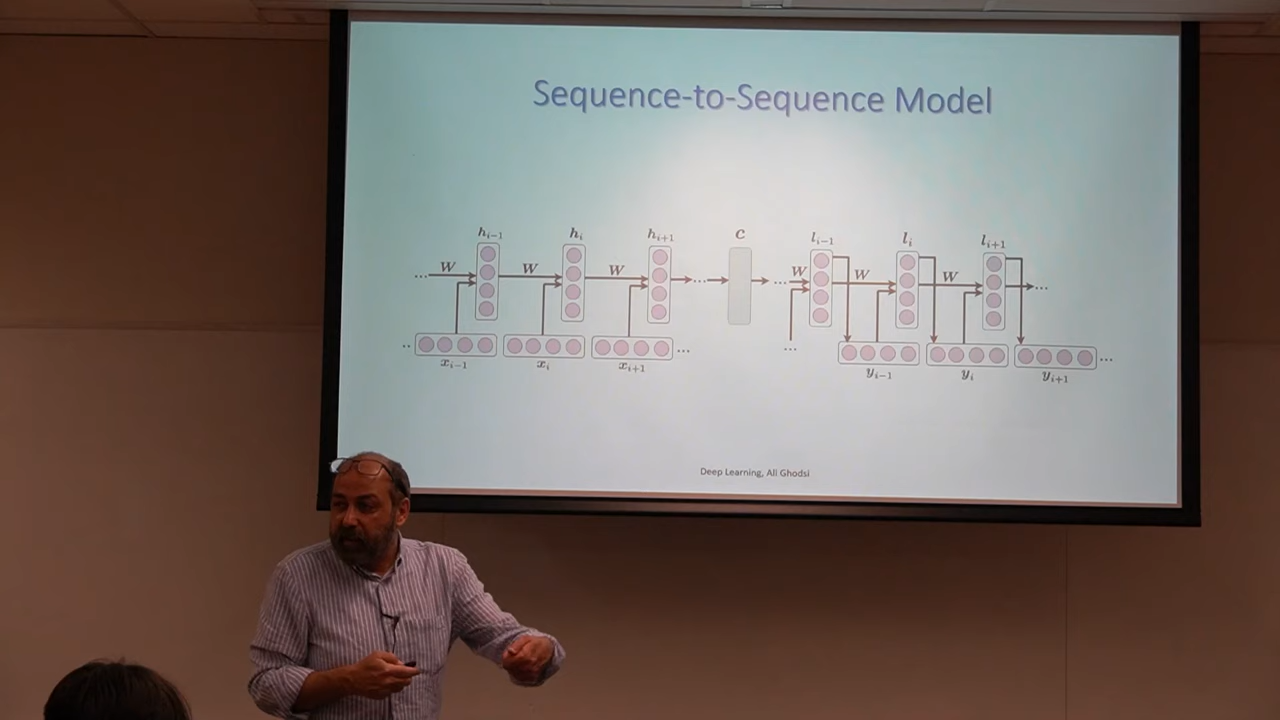 Sequence-to-Sequence Model
h_{i-1} h_i h_{i+1} c l_{i-1} l_i l_{i+1}
... W W W ... ... W W W ...
.. ... ... ...
x_{i-1} x_i x_{i+1} y_{i-1} y_i y_{i+1}
Deep Learning, Ali Ghodsi